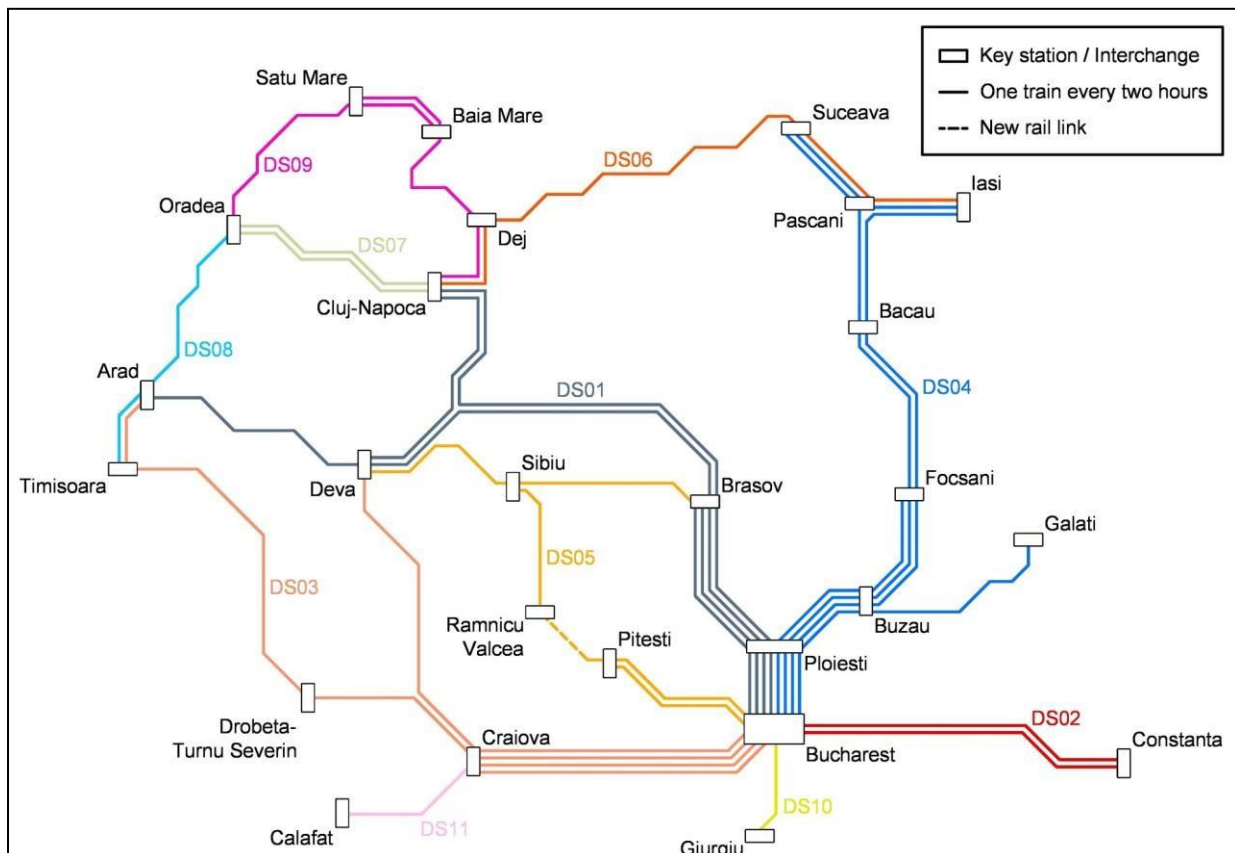 Key station / Interchange
One train every two hours
New rail link
Satu Mare
Baia Mare
Suceava
DS09
DS06
Iasi
Oradea
Pascani
Dej
DS07
Cluj-Napoca
Bacau
DS08
Arad
DS01
DS04
Sibiu
Timisoara
Deva
Brasov
Focsani
Galati
DS05
DS03
Ramnicu
Valcea
Pitesti
Buzau
Ploiesti
Drobeta-
Turnu Severin
Craiova
DS02
Bucharest
Constanta
DS10
Calafat
DS11
Giurgiu